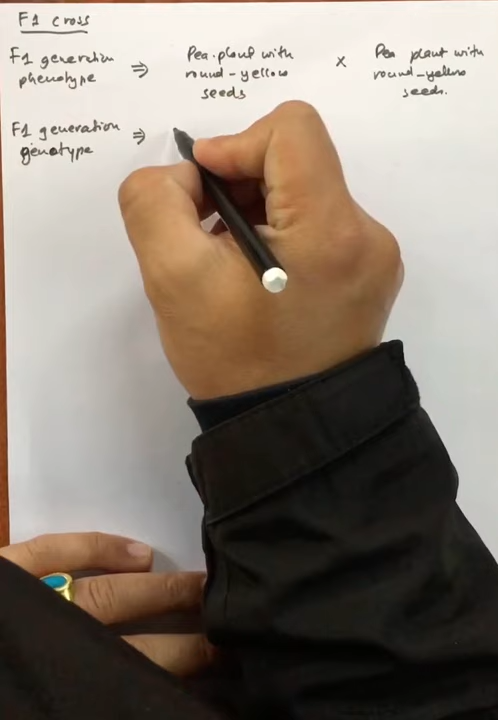 F1 cross
F1 generation
phenotype ⇒
Pea plant with
round-yellow
seeds
x
Pea plant with
round-yellow
seeds.
F1 generation
genotype ⇒